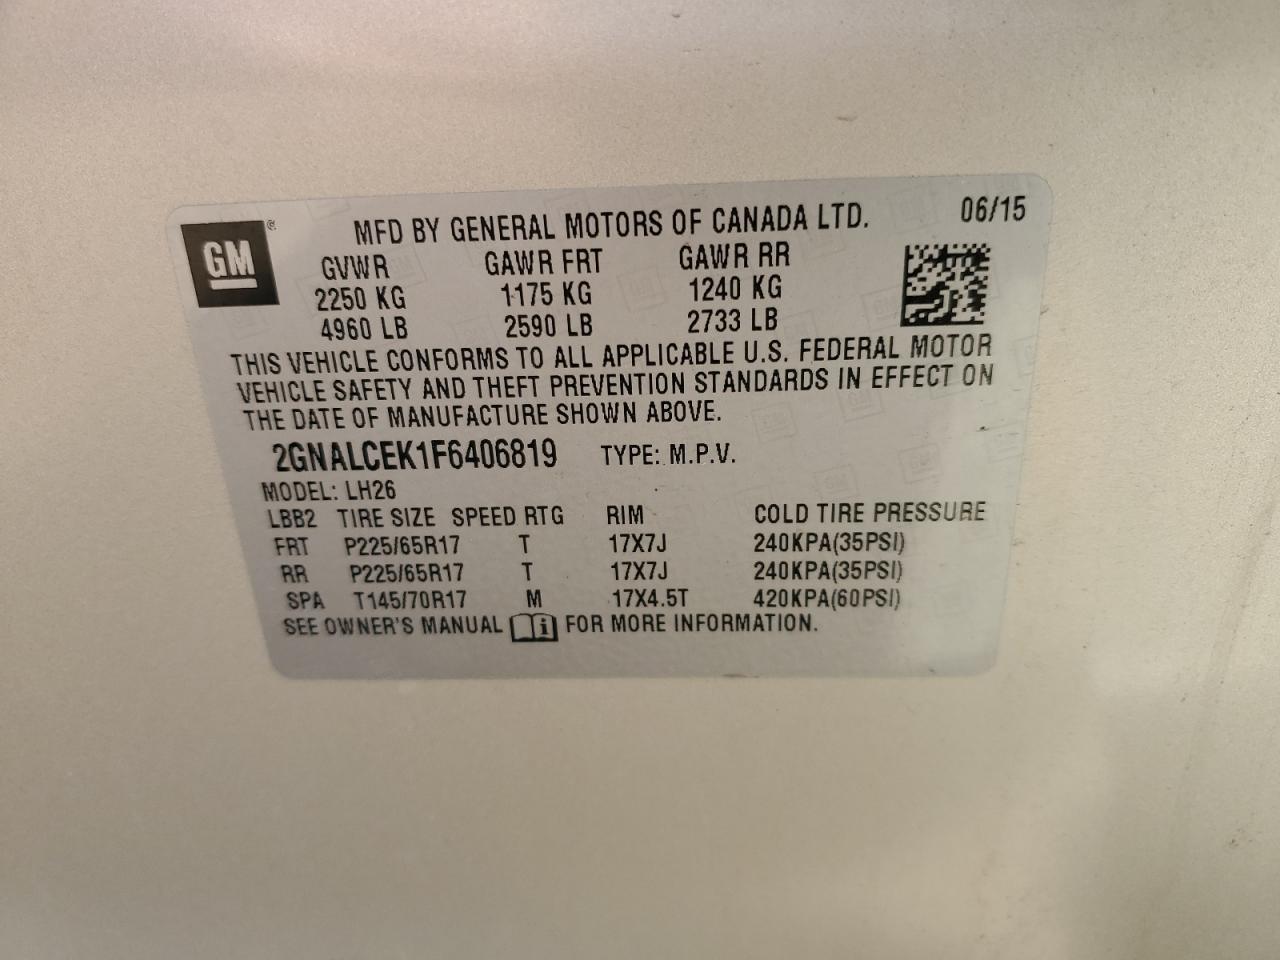 GM
MFD BY GENERAL MOTORS OF CANADA LTD. 06/15
GVWR GAWR FRT GAWR RR
2250 KG 1175 KG 1240 KG
4960 LB 2590 LB 2733 LB
THIS VEHICLE CONFORMS TO ALL APPLICABLE U.S. FEDERAL MOTOR
VEHICLE SAFETY AND THEFT PREVENTION STANDARDS IN EFFECT ON
THE DATE OF MANUFACTURE SHOWN ABOVE.
2GNALCEK1F6406819 TYPE: M.P.V.
MODEL: LH26
LBB2 TIRE SIZE SPEED RTG RIM COLD TIRE PRESSURE
FRT P225/65R17 T 17X7J 240KPA(35PSI)
RR P225/65R17 T 17X7J 240KPA(35PSI)
SPA T145/70R17 M 17X4.5T 420KPA(60PSI)
SEE OWNER'S MANUAL i FOR MORE INFORMATION.